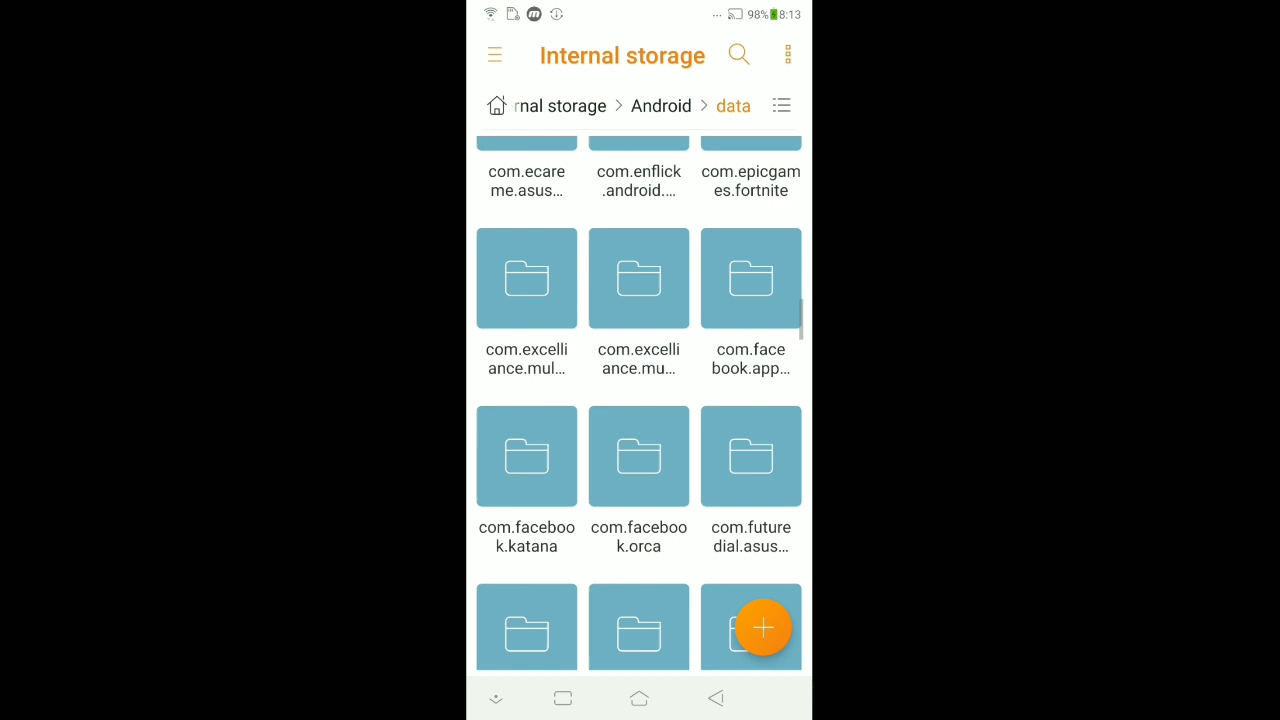 98% 8:13
Internal storage
rnal storage > Android > data
com.ecare
me.asus...
com.enflick
.android....
com.epicgam
es.fortnite
com.excelli
ance.mul...
com.excelli
ance.mu...
com.face
book.app...
com.faceboo
k.katana
com.faceboo
k.orca
com.future
dial.asus...